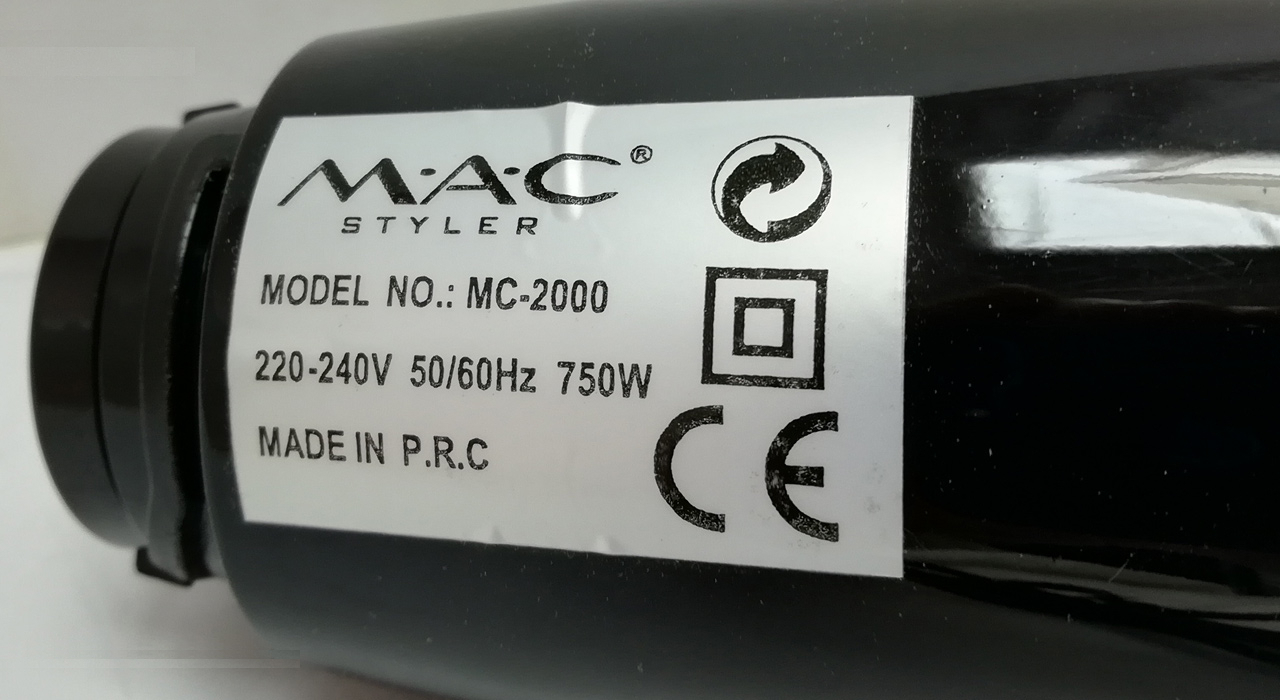 M·A·C®
STYLER
MODEL NO.: MC-2000
220-240V 50/60Hz 750W
MADE IN P.R.C
CE